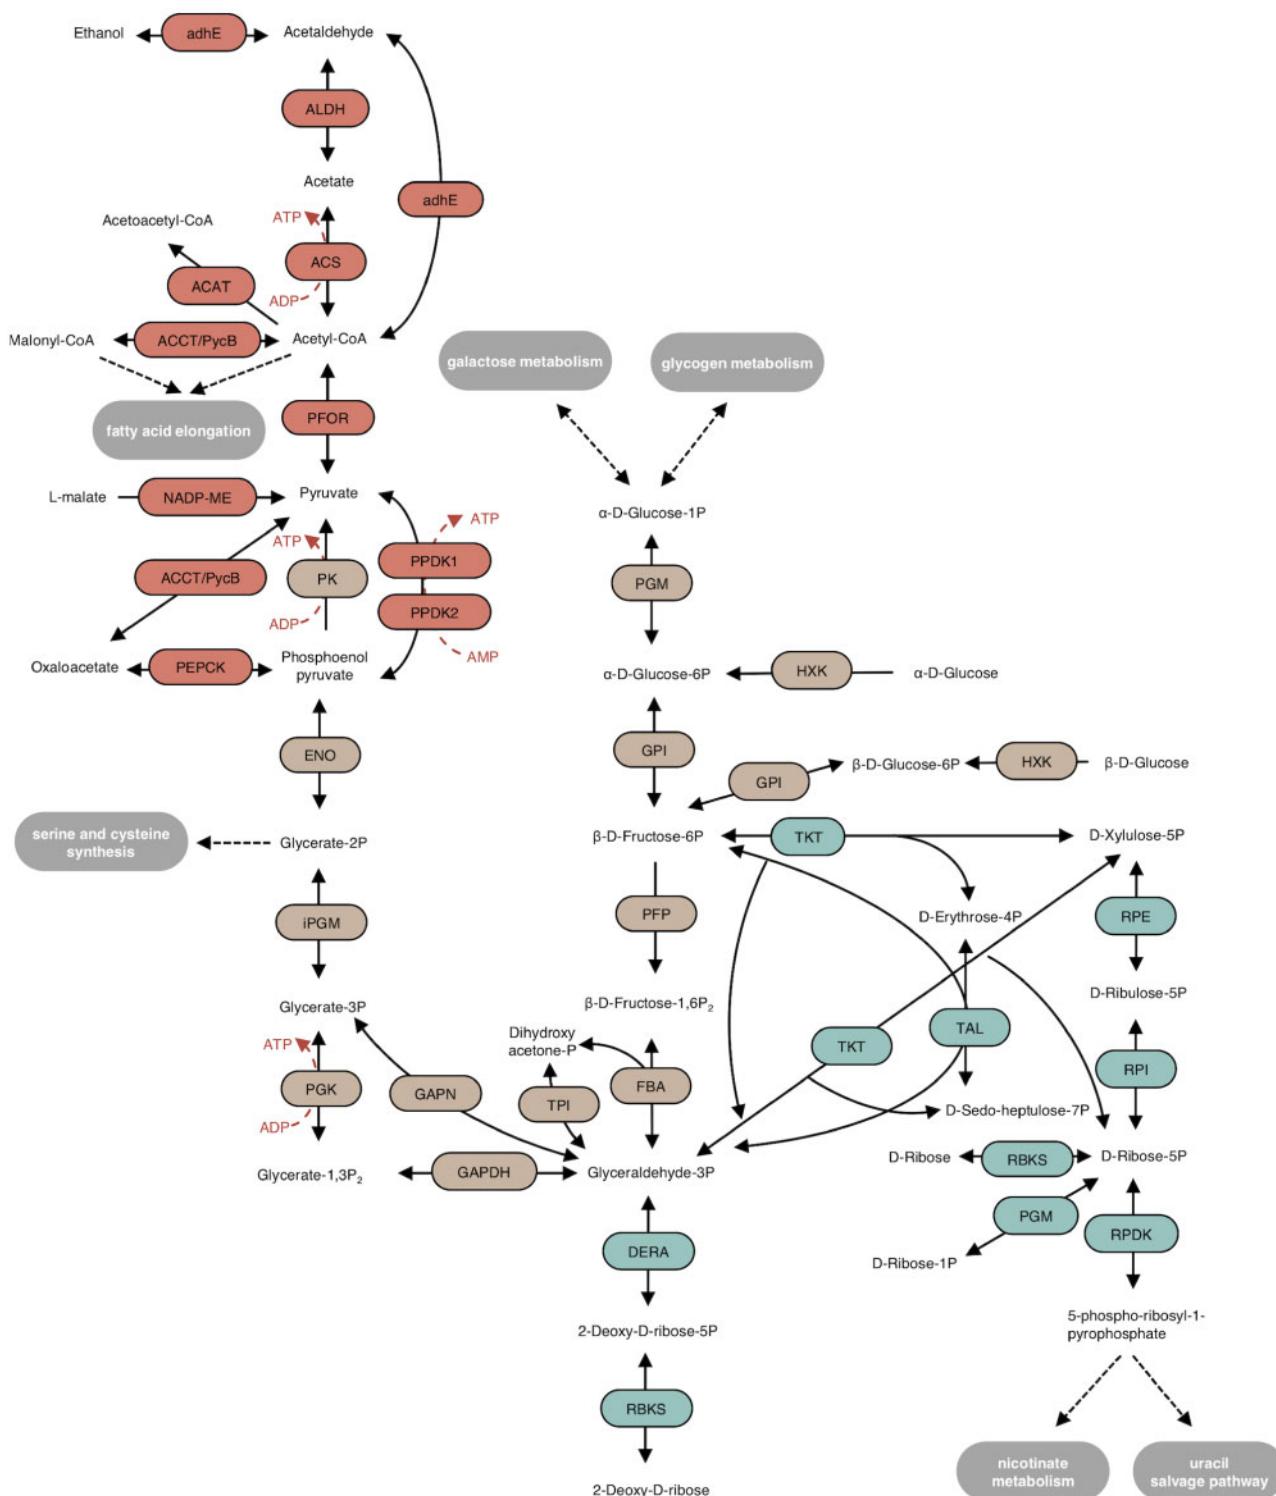 Ethanol
adhE
Acetaldehyde
ALDH
Acetate
adhE
Acetoacetyl-CoA
ATP
ACS
ACAT
ADP
Malonyl-CoA
ACCT/PycB
Acetyl-CoA
galactose metabolism
glycogen metabolism
fatty acid elongation
PFOR
L-malate
NADP-ME
Pyruvate
α-D-Glucose-1P
ATP
ATP
PPDK1
ACCT/PycB
PK
PGM
PPDK2
ADP
AMP
Oxaloacetate
PEPCK
Phosphoenol
pyruvate
α-D-Glucose-6P
HXK
α-D-Glucose
ENO
GPI
GPI
β-D-Glucose-6P
HXK
β-D-Glucose
serine and cysteine
synthesis
Glycerate-2P
β-D-Fructose-6P
TKT
D-Xylulose-5P
iPGM
PFP
D-Erythrose-4P
RPE
Glycerate-3P
β-D-Fructose-1,6P₂
D-Ribulose-5P
Dihydroxy
acetone-P
ATP
TKT
TAL
PGK
GAPN
TPI
FBA
RPI
ADP
D-Sedo-heptulose-7P
Glycerate-1,3P₂
GAPDH
Glyceraldehyde-3P
D-Ribose
RBKS
D-Ribose-5P
PGM
RPDK
DERA
D-Ribose-1P
2-Deoxy-D-ribose-5P
5-phospho-ribosyl-1-
pyrophosphate
RBKS
nicotinate
metabolism
uracil
salvage pathway
2-Deoxy-D-ribose